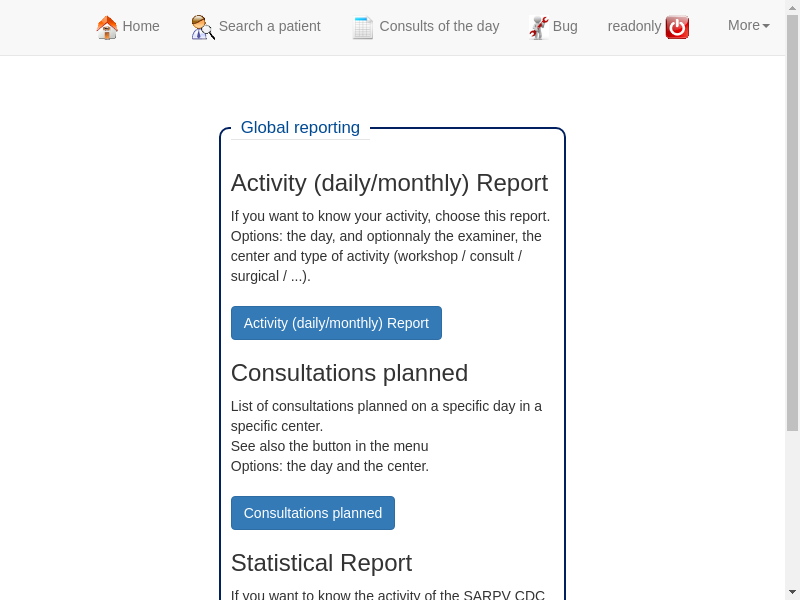 Home
Search a patient
Consults of the day
Bug
readonly
More
Global reporting
Activity (daily/monthly) Report
If you want to know your activity, choose this report.
Options: the day, and optionnaly the examiner, the
center and type of activity (workshop / consult /
surgical / ...).
Activity (daily/monthly) Report
Consultations planned
List of consultations planned on a specific day in a
specific center.
See also the button in the menu
Options: the day and the center.
Consultations planned
Statistical Report
If you want to know the activity of the SARPV CDC